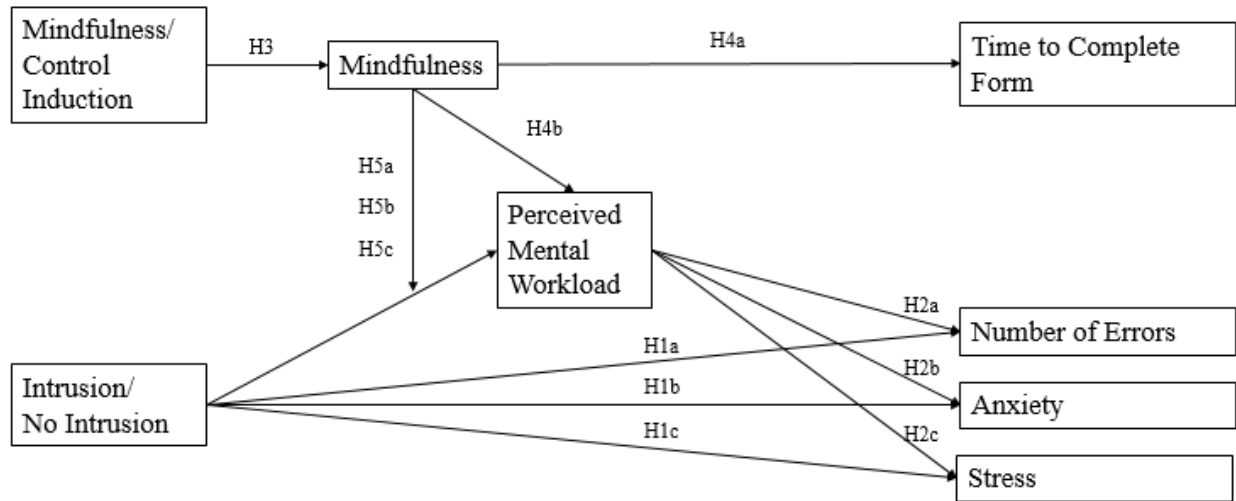 Mindfulness/
Control
Induction
H3
Mindfulness
H4a
Time to Complete
Form
H4b
H5a
H5b
H5c
Perceived
Mental
Workload
H2a
Number of Errors
H1a
Intrusion/
No Intrusion
H1b
H2b
Anxiety
H1c
H2c
Stress